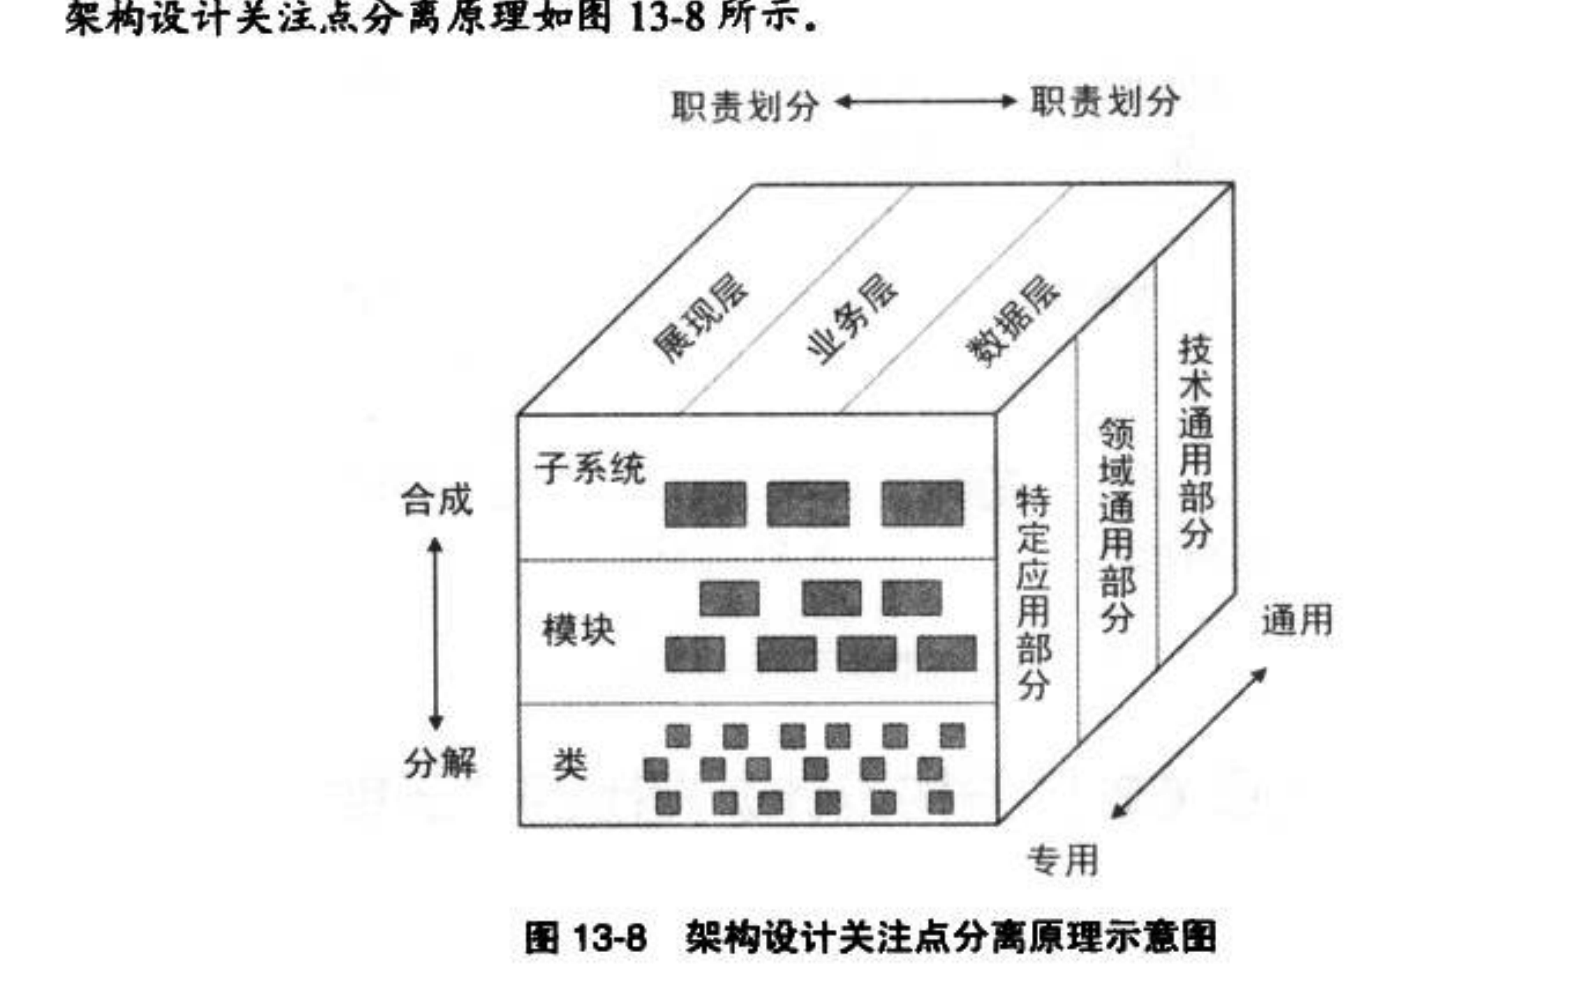 架构设计关注点分离原理如图 13-8 所示。
职责划分 职责划分
展现层 业务层 数据层
子系统
合成
模块
分解 类
特定应用部分
领域通用部分
技术通用部分
通用
专用
图 13-8 架构设计关注点分离原理示意图